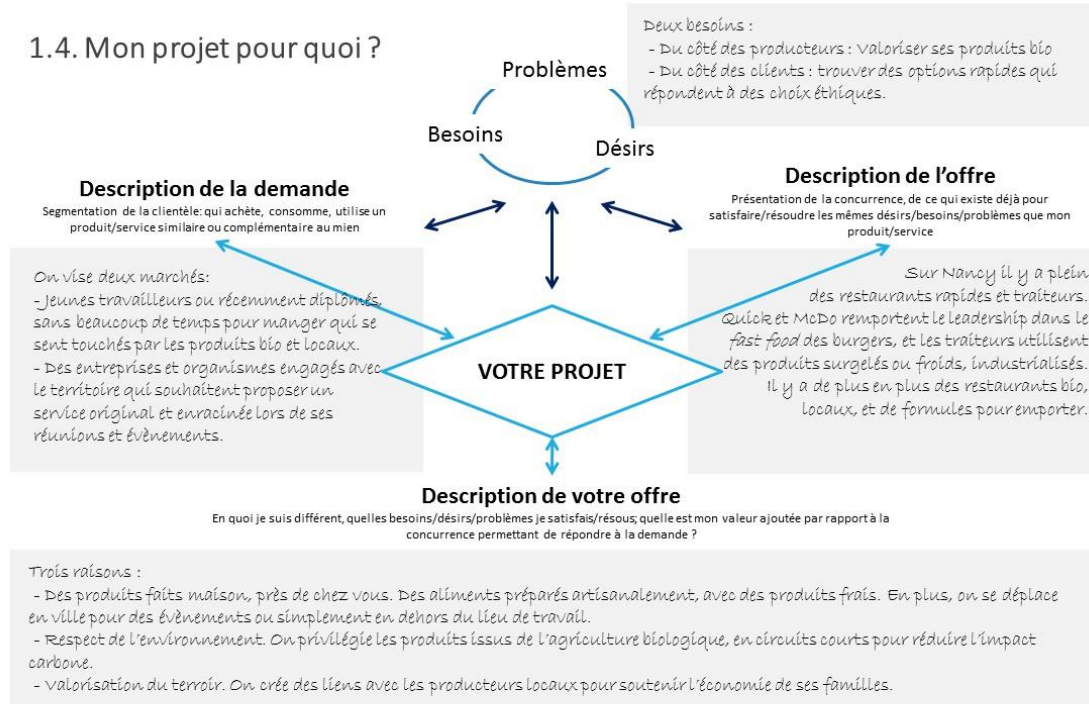 1.4. Mon projet pour quoi ?
Deux besoins :
- Du côté des producteurs : Valoriser ses produits bio
- Du côté des clients : trouver des options rapides qui
répondent à des choix éthiques.
Problèmes
Besoins
Désirs
Description de la demande
Segmentation de la clientèle: qui achète, consomme, utilise un
produit/service similaire ou complémentaire au mien
Description de l'offre
Présentation de la concurrence, de ce qui existe déjà pour
satisfaire/résoudre les mêmes désirs/besoins/problèmes que mon
produit/service
On vise deux marchés:
- Jeunes travailleurs ou récemment diplômés,
sans beaucoup de temps pour manger qui se
sent touchés par les produits bio et locaux.
- Des entreprises et organismes engagés avec
le territoire qui souhaitent proposer un
service original et enracinée lors de ses
réunions et évènements.
VOTRE PROJET
Sur Nancy il y a plein
des restaurants rapides et traiteurs.
Quick et McDo remportent le leadership dans le
fast food des burgers, et les traiteurs utilisent
des produits surgelés ou froids, industrialisés.
Il y a de plus en plus des restaurants bio,
locaux, et de formules pour emporter.
Description de votre offre
En quoi je suis différent, quelles besoins/désirs/problèmes je satisfais/résous; quelle est mon valeur ajoutée par rapport à la
concurrence permettant de répondre à la demande ?
Trois raisons :
- Des produits faits maison, près de chez vous. Des aliments préparés artisanalement, avec des produits frais. En plus, on se déplace
en ville pour des évènements ou simplement en dehors du lieu de travail.
- Respect de l'environnement. On privilégie les produits issus de l'agriculture biologique, en circuits courts pour réduire l'impact
carbone.
- Valorisation du terroir. On crée des liens avec les producteurs locaux pour soutenir l'économie de ses familles.